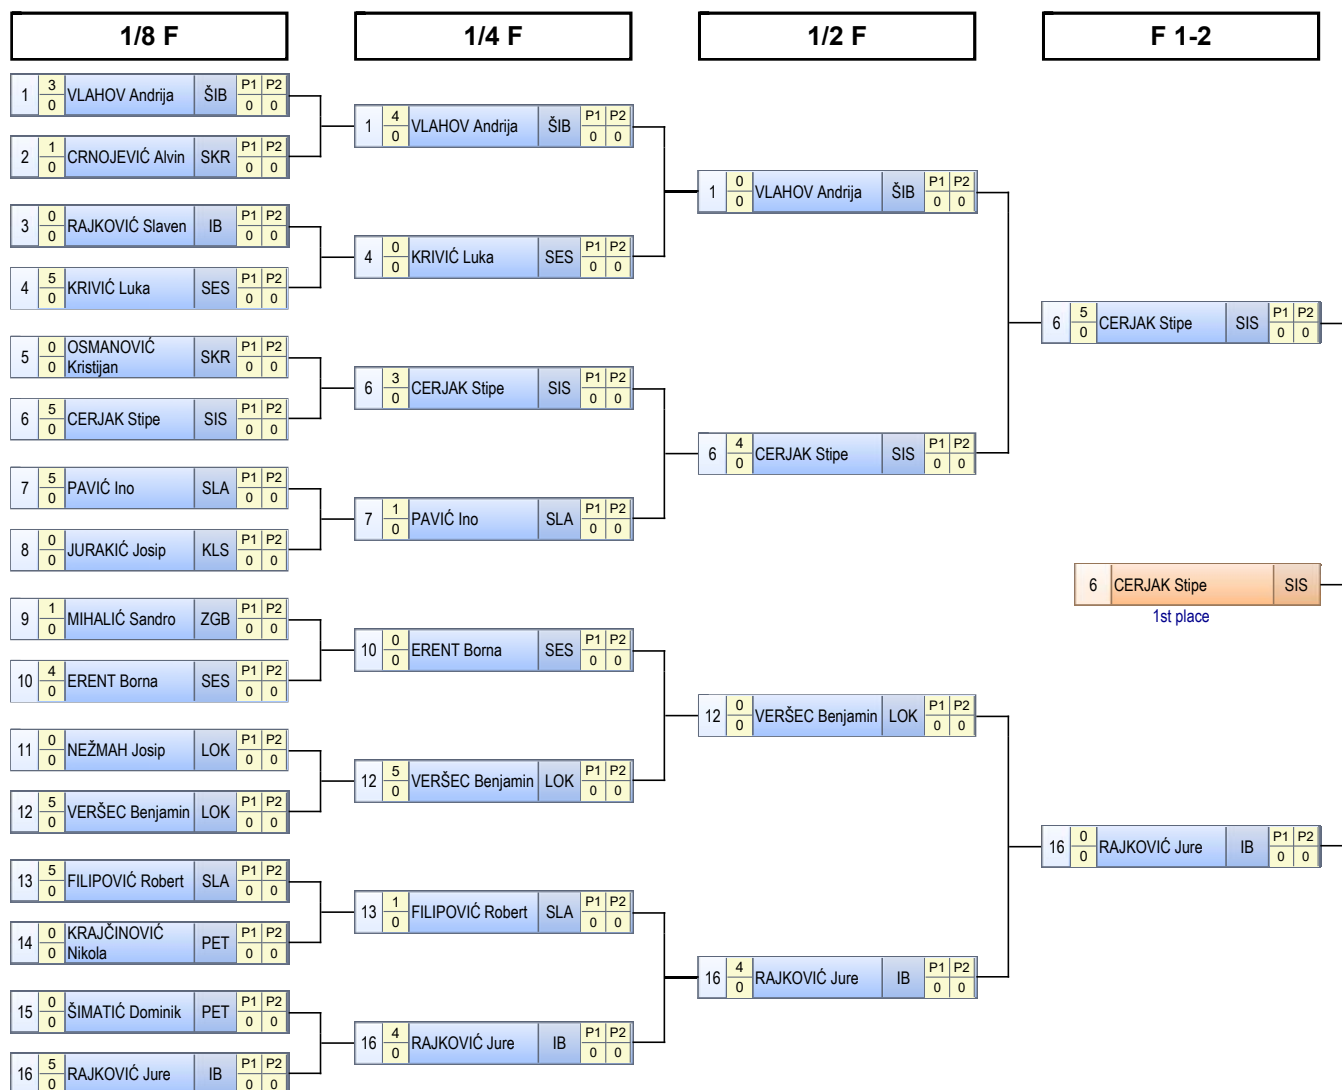 1/8 F
1/4 F
1/2 F
F 1-2
1 3 0 VLAHOV Andrija ŠIB P1 P2 0 0
2 1 0 CRNOJEVIĆ Alvin SKR P1 P2 0 0
3 0 0 RAJKOVIĆ Slaven IB P1 P2 0 0
4 5 0 KRIVIĆ Luka SES P1 P2 0 0
5 0 0 OSMANOVIĆ
Kristijan SKR P1 P2 0 0
6 5 0 CERJAK Stipe SIS P1 P2 0 0
7 5 0 PAVIĆ Ino SLA P1 P2 0 0
8 0 0 JURAKIĆ Josip KLS P1 P2 0 0
9 1 0 MIHALIĆ Sandro ZGB P1 P2 0 0
10 4 0 ERENT Borna SES P1 P2 0 0
11 0 0 NEŽMAH Josip LOK P1 P2 0 0
12 5 0 VERŠEC Benjamin LOK P1 P2 0 0
13 5 0 FILIPOVIĆ Robert SLA P1 P2 0 0
14 0 0 KRAJČINOVIĆ
Nikola PET P1 P2 0 0
15 0 0 ŠIMATIĆ Dominik PET P1 P2 0 0
16 5 0 RAJKOVIĆ Jure IB P1 P2 0 0
1 4 0 VLAHOV Andrija ŠIB P1 P2 0 0
4 0 0 KRIVIĆ Luka SES P1 P2 0 0
6 3 0 CERJAK Stipe SIS P1 P2 0 0
7 1 0 PAVIĆ Ino SLA P1 P2 0 0
10 0 0 ERENT Borna SES P1 P2 0 0
12 5 0 VERŠEC Benjamin LOK P1 P2 0 0
13 1 0 FILIPOVIĆ Robert SLA P1 P2 0 0
16 4 0 RAJKOVIĆ Jure IB P1 P2 0 0
1 0 0 VLAHOV Andrija ŠIB P1 P2 0 0
6 4 0 CERJAK Stipe SIS P1 P2 0 0
12 0 0 VERŠEC Benjamin LOK P1 P2 0 0
16 4 0 RAJKOVIĆ Jure IB P1 P2 0 0
6 5 0 CERJAK Stipe SIS P1 P2 0 0
6 CERJAK Stipe SIS
1st place
16 0 0 RAJKOVIĆ Jure IB P1 P2 0 0